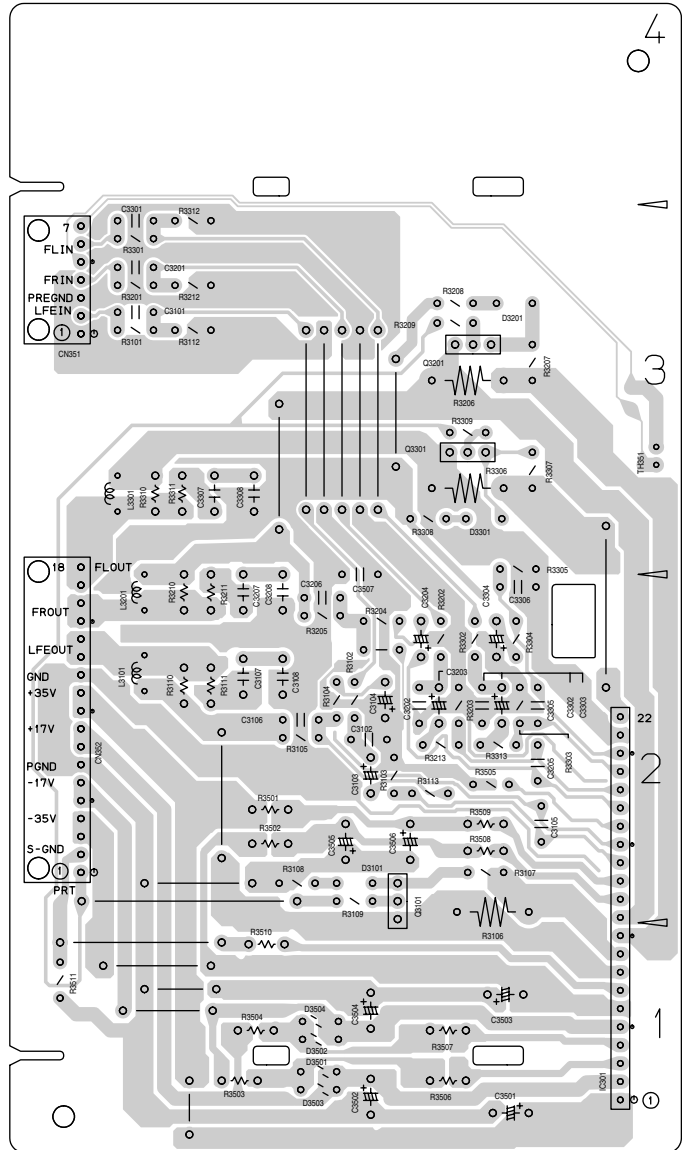 4
C3301
R3312
7
FLIN
R3301
C3201
FRIN
R3201
R3212
PREGND
LFEIN
C3101
1
R3101
R3112
CN351
R3208
R3209
D3201
Q3201
R3207
R3206
3
R3309
Q3301
R3306
R3307
TH351
R3308
D3301
L3301
R3310
R3311
C3307
C3308
18
FLOUT
FROUT
LFEOUT
GND
+35V
+17V
PGND
-17V
-35V
S-GND
1
PRT
CN352
L3201
R3210
R3211
C3207
C3208
C3206
R3205
C3507
R3305
C3304
C3306
R3204
C3204
R3202
R3302
R3304
L3101
R3110
R3111
C3107
C3108
R3102
R3104
C3104
C3203
C3202
R3203
C3305
C3302
C3303
C3106
R3105
C3102
R3213
R3313
C3205
R3303
22
2
C3103
R3103
R3113
R3505
R3501
R3502
C3505
C3506
R3509
R3508
C3105
R3108
D3101
R3107
R3109
Q3101
R3106
R3510
R3511
R3504
D3504
D3502
C3504
C3503
R3507
1
R3503
D3501
D3503
C3502
R3506
C3501
IC301
1